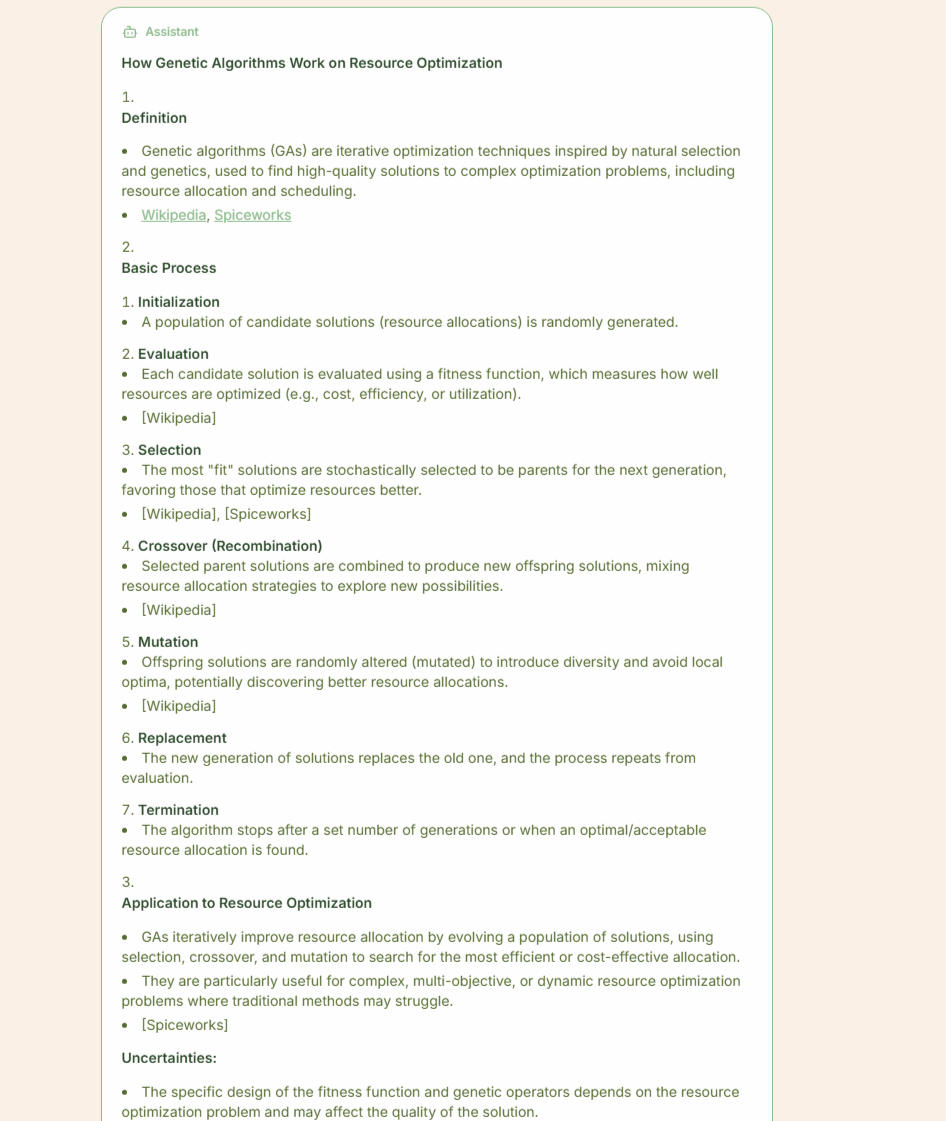 Assistant
How Genetic Algorithms Work on Resource Optimization
1.
Definition
• Genetic algorithms (GAs) are iterative optimization techniques inspired by natural selection
and genetics, used to find high-quality solutions to complex optimization problems, including
resource allocation and scheduling.
• Wikipedia, Spiceworks
2.
Basic Process
1. Initialization
• A population of candidate solutions (resource allocations) is randomly generated.
2. Evaluation
• Each candidate solution is evaluated using a fitness function, which measures how well
resources are optimized (e.g., cost, efficiency, or utilization).
• [Wikipedia]
3. Selection
• The most "fit" solutions are stochastically selected to be parents for the next generation,
favoring those that optimize resources better.
• [Wikipedia], [Spiceworks]
4. Crossover (Recombination)
• Selected parent solutions are combined to produce new offspring solutions, mixing
resource allocation strategies to explore new possibilities.
• [Wikipedia]
5. Mutation
• Offspring solutions are randomly altered (mutated) to introduce diversity and avoid local
optima, potentially discovering better resource allocations.
• [Wikipedia]
6. Replacement
• The new generation of solutions replaces the old one, and the process repeats from
evaluation.
7. Termination
• The algorithm stops after a set number of generations or when an optimal/acceptable
resource allocation is found.
3.
Application to Resource Optimization
• GAs iteratively improve resource allocation by evolving a population of solutions, using
selection, crossover, and mutation to search for the most efficient or cost-effective allocation.
• They are particularly useful for complex, multi-objective, or dynamic resource optimization
problems where traditional methods may struggle.
• [Spiceworks]
Uncertainties:
• The specific design of the fitness function and genetic operators depends on the resource
optimization problem and may affect the quality of the solution.